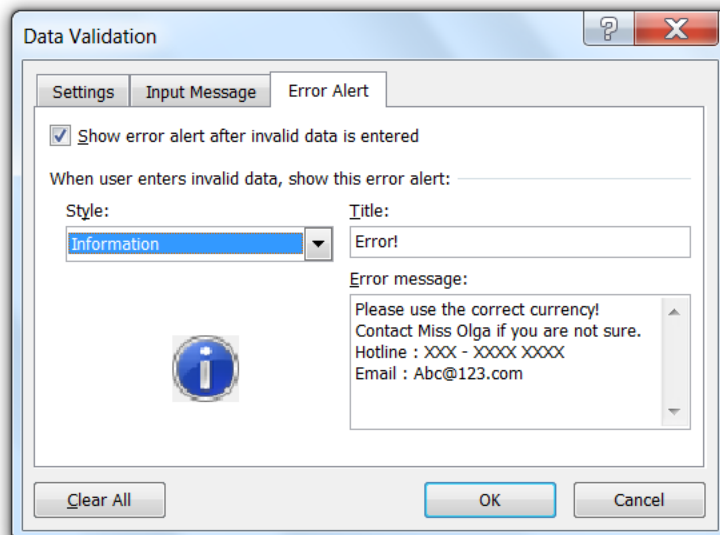 Data Validation
Settings
Input Message
Error Alert
Show error alert after invalid data is entered
When user enters invalid data, show this error alert:
Style:
Information
Title:
Error!
Error message:
Please use the correct currency!
Contact Miss Olga if you are not sure.
Hotline : XXX - XXXX XXXX
Email : Abc@123.com
Clear All
OK
Cancel